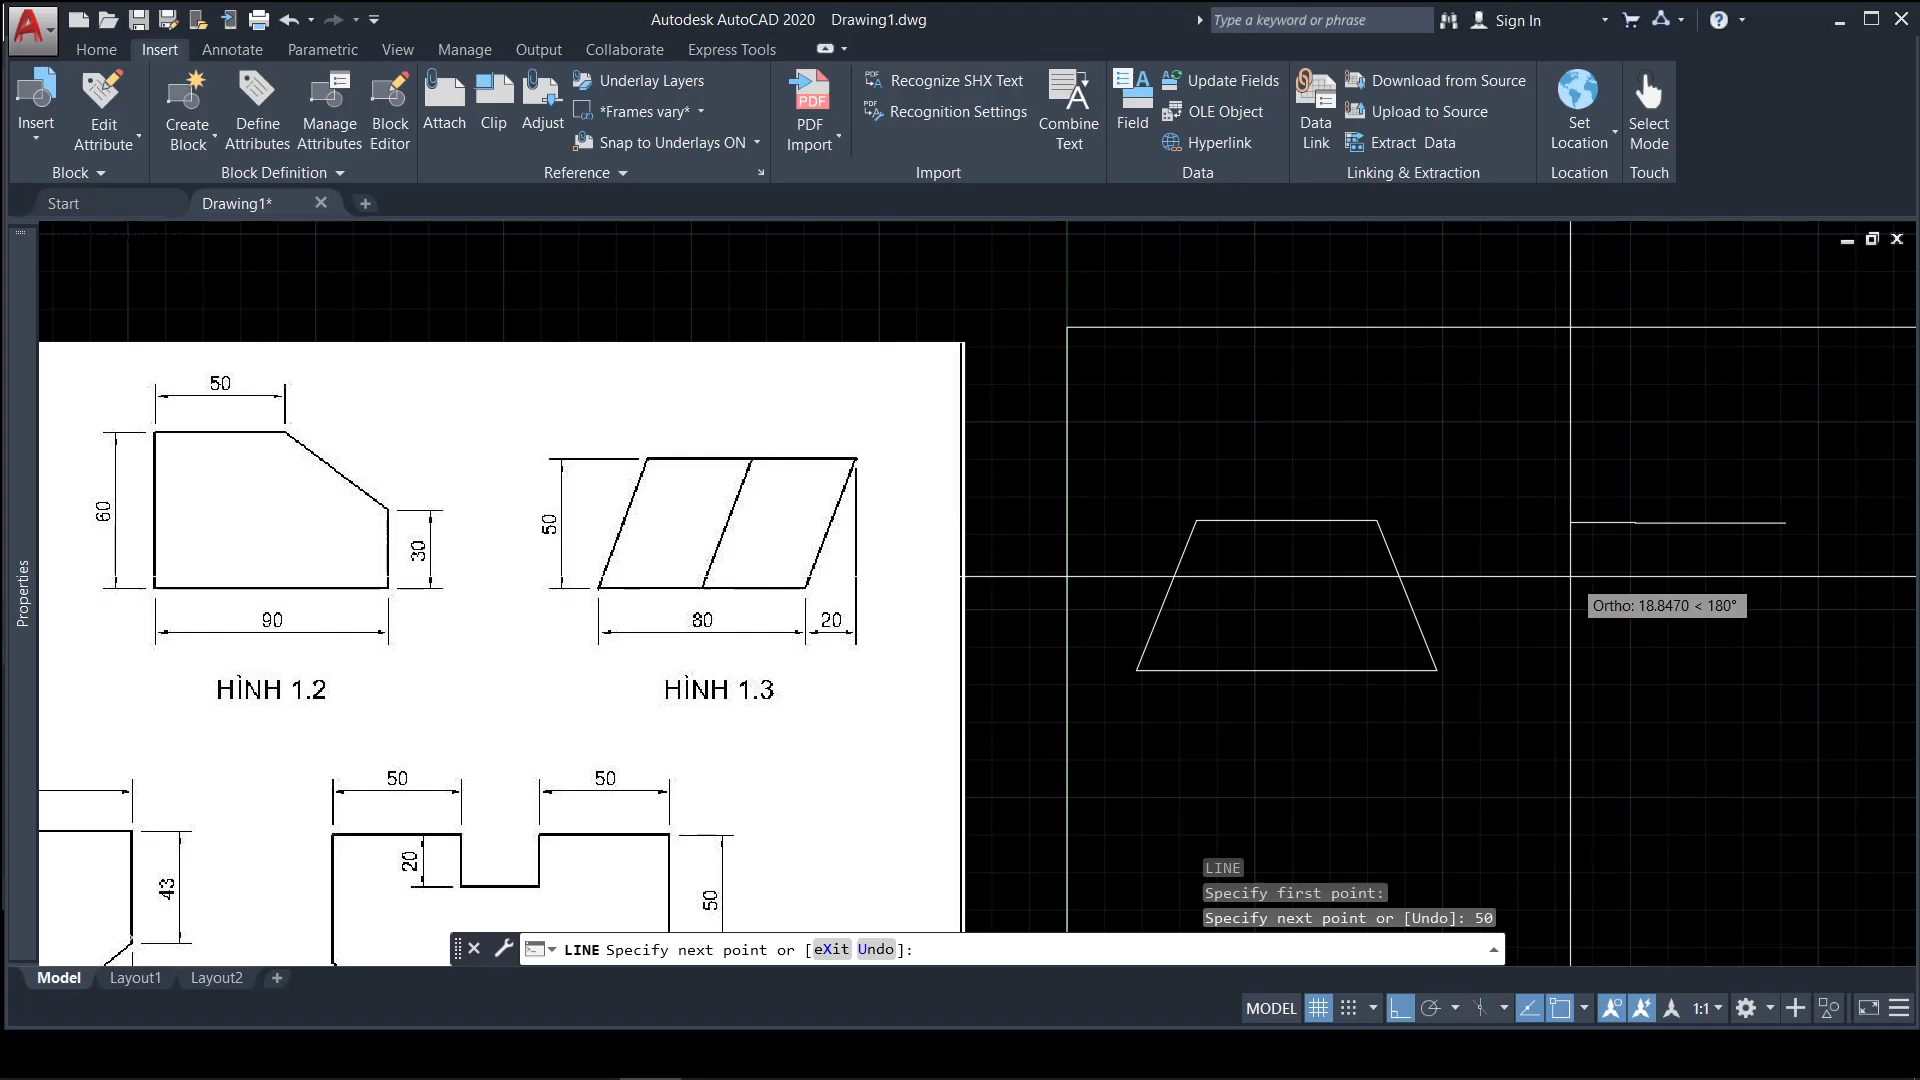 Autodesk AutoCAD 2020 Drawing1.dwg
Type a keyword or phrase
Sign In
Home Insert Annotate Parametric View Manage Output Collaborate Express Tools
Insert
Edit Attribute
Create Block
Define Attributes
Manage Attributes
Block Editor
Attach
Clip
Adjust
Underlay Layers
*Frames vary*
Snap to Underlays ON
PDF
PDF Import
Recognize SHX Text
Recognition Settings
Combine Text
Field
Update Fields
OLE Object
Hyperlink
Data Link
Download from Source
Upload to Source
Extract Data
Set Location
Select Mode
Block
Block Definition
Reference
Import
Data
Linking & Extraction
Location
Touch
Start
Drawing1*
Properties
50
60
30
90
HÌNH 1.2
50
80
20
HÌNH 1.3
43
50
50
20
50
Ortho: 18.8470 < 180°
LINE
Specify first point:
Specify next point or [Undo]: 50
LINE Specify next point or [eXit Undo]:
Model Layout1 Layout2
MODEL
1:1